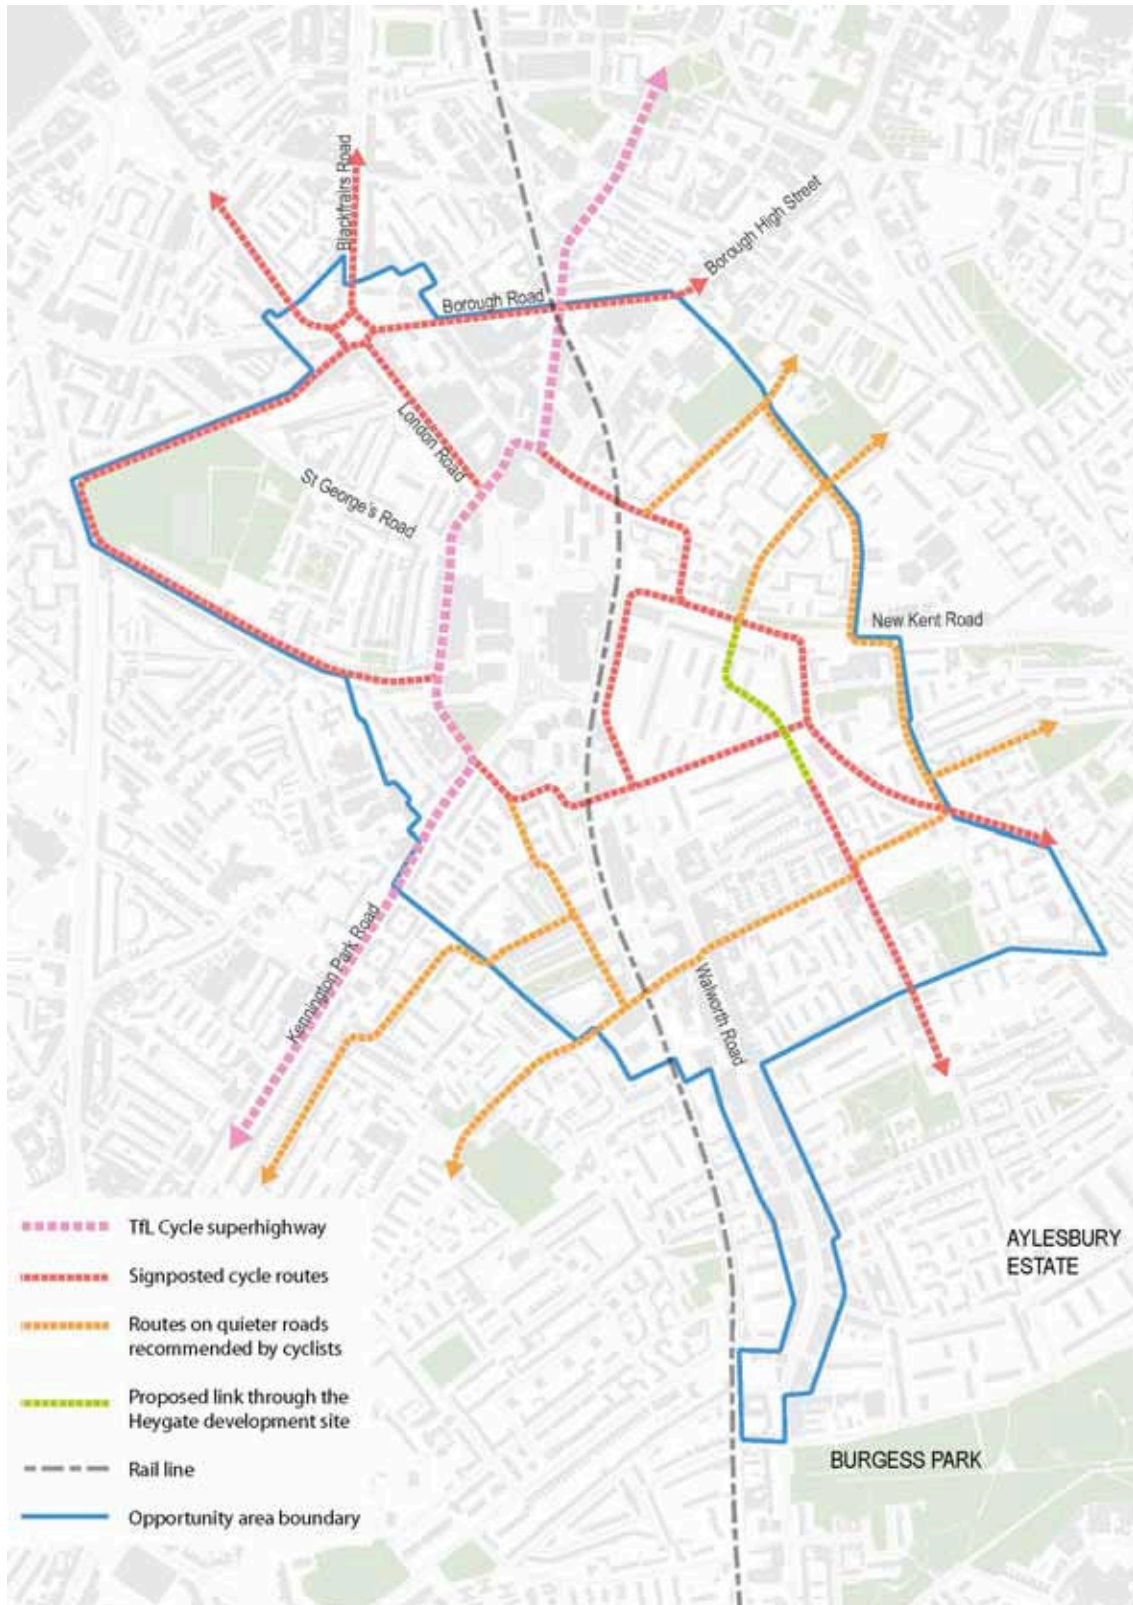 Blackfrairs Road
Borough High Street
Borough Road
London Road
St George's Road
New Kent Road
Kennington Park Road
Walworth Road
TfL Cycle superhighway
Signposted cycle routes
Routes on quieter roads
recommended by cyclists
Proposed link through the
Heygate development site
Rail line
Opportunity area boundary
AYLESBURY
ESTATE
BURGESS PARK